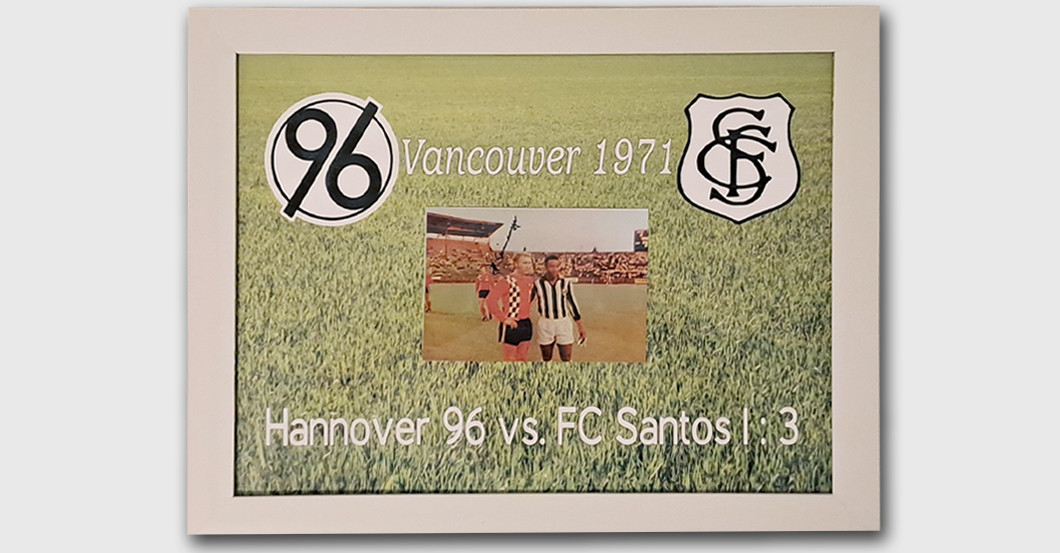 96 Vancouver 1971 SFC
Hannover 96 vs. FC Santos 1 : 3